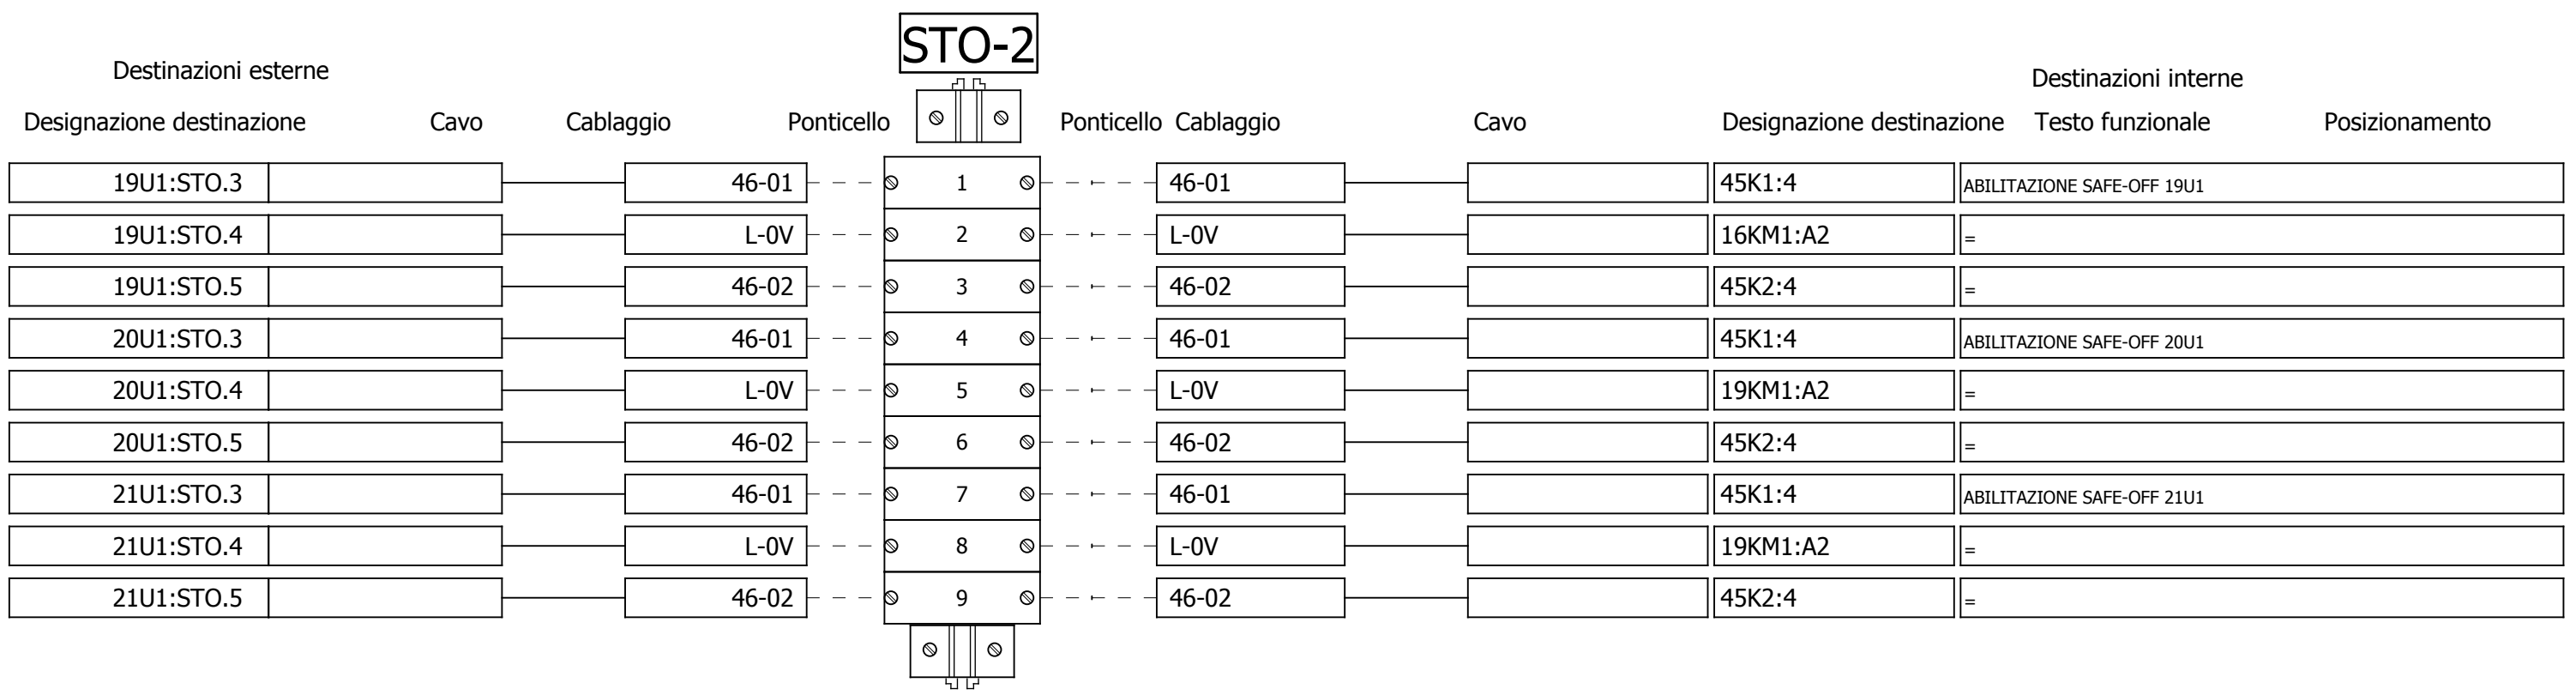 STO-2
Destinazioni esterne
Destinazioni interne
Designazione destinazione Cavo Cablaggio Ponticello Ponticello Cablaggio Cavo Designazione destinazione Testo funzionale Posizionamento
19U1:STO.3 46-01 1 46-01 45K1:4 ABILITAZIONE SAFE-OFF 19U1
19U1:STO.4 L-0V 2 L-0V 16KM1:A2 =
19U1:STO.5 46-02 3 46-02 45K2:4 =
20U1:STO.3 46-01 4 46-01 45K1:4 ABILITAZIONE SAFE-OFF 20U1
20U1:STO.4 L-0V 5 L-0V 19KM1:A2 =
20U1:STO.5 46-02 6 46-02 45K2:4 =
21U1:STO.3 46-01 7 46-01 45K1:4 ABILITAZIONE SAFE-OFF 21U1
21U1:STO.4 L-0V 8 L-0V 19KM1:A2 =
21U1:STO.5 46-02 9 46-02 45K2:4 =